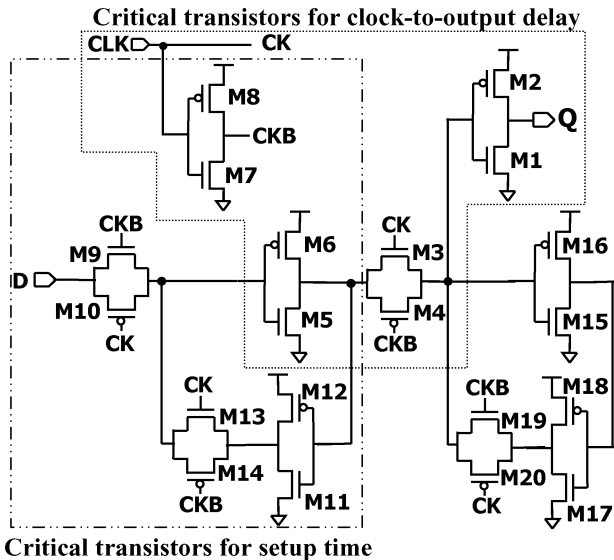 Critical transistors for clock-to-output delay
CLK
CK
M8
M2
CKB
Q
M7
M1
CKB
M9
M6
CK
M3
M16
D
M10
M5
M4
M15
CK
CKB
CK
M12
CKB
M18
M13
M19
M14
M20
CKB
M11
CK
M17
Critical transistors for setup time